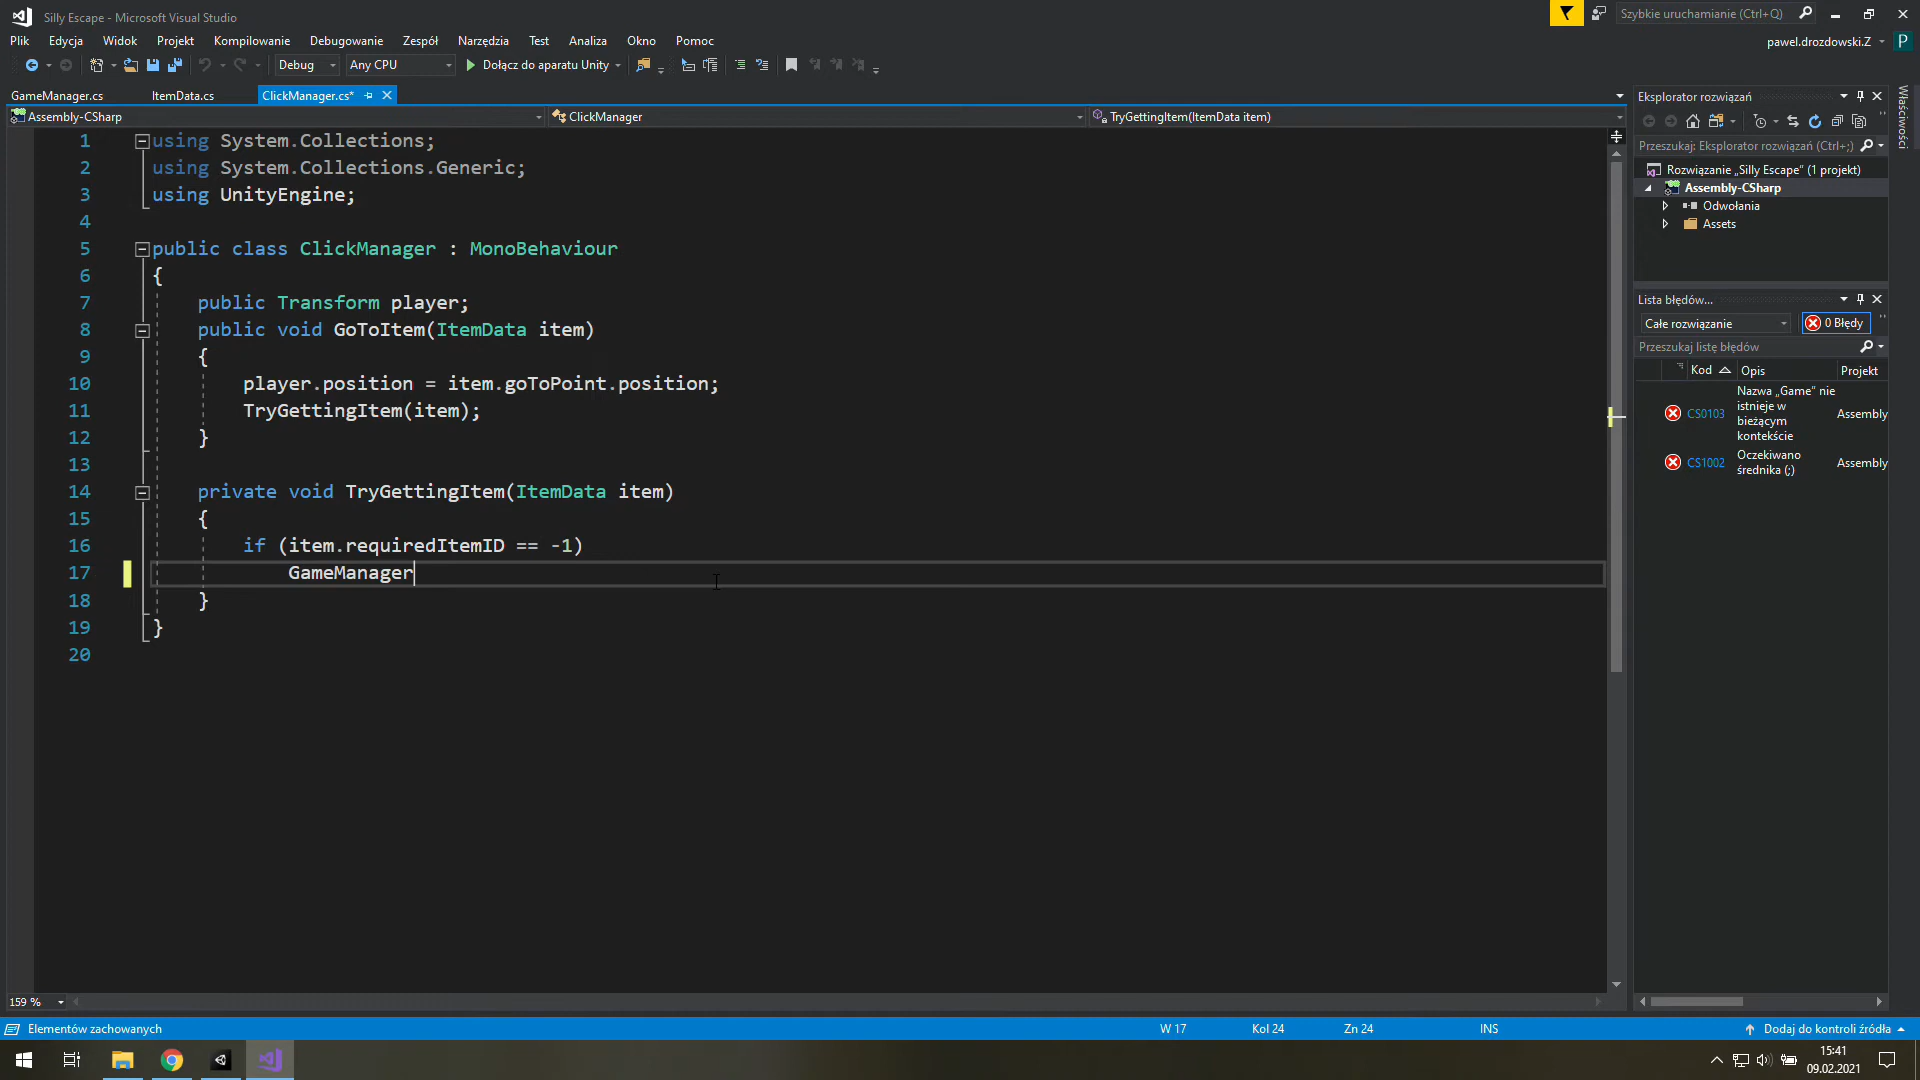 Silly Escape - Microsoft Visual Studio
Szybkie uruchamianie (Ctrl+Q)
Plik Edycja Widok Projekt Kompilowanie Debugowanie Zespół Narzędzia Test Analiza Okno Pomoc
pawel.drozdowski.Z P
Debug Any CPU Dołącz do aparatu Unity
GameManager.cs ItemData.cs ClickManager.cs*
Assembly-CSharp ClickManager TryGettingItem(ItemData item)
1 using System.Collections;
2 using System.Collections.Generic;
3 using UnityEngine;
4
5 public class ClickManager : MonoBehaviour
6 {
7 public Transform player;
8 public void GoToItem(ItemData item)
9 {
10 player.position = item.goToPoint.position;
11 TryGettingItem(item);
12 }
13
14 private void TryGettingItem(ItemData item)
15 {
16 if (item.requiredItemID == -1)
17 GameManager
18 }
19 }
20
159 %
Eksplorator rozwiązań
Przeszukaj: Eksplorator rozwiązań (Ctrl+;)
Rozwiązanie „Silly Escape” (1 projekt)
Assembly-CSharp
Odwołania
Assets
Właściwości
Lista błędów...
Całe rozwiązanie 0 Błędy
Przeszukaj listę błędów
Kod Opis Projekt
CS0103 Nazwa „Game” nie istnieje w bieżącym kontekście Assembly
CS1002 Oczekiwano średnika (;) Assembly
Elementów zachowanych W 17 Kol 24 Zn 24 INS Dodaj do kontroli źródła
15:41
09.02.2021